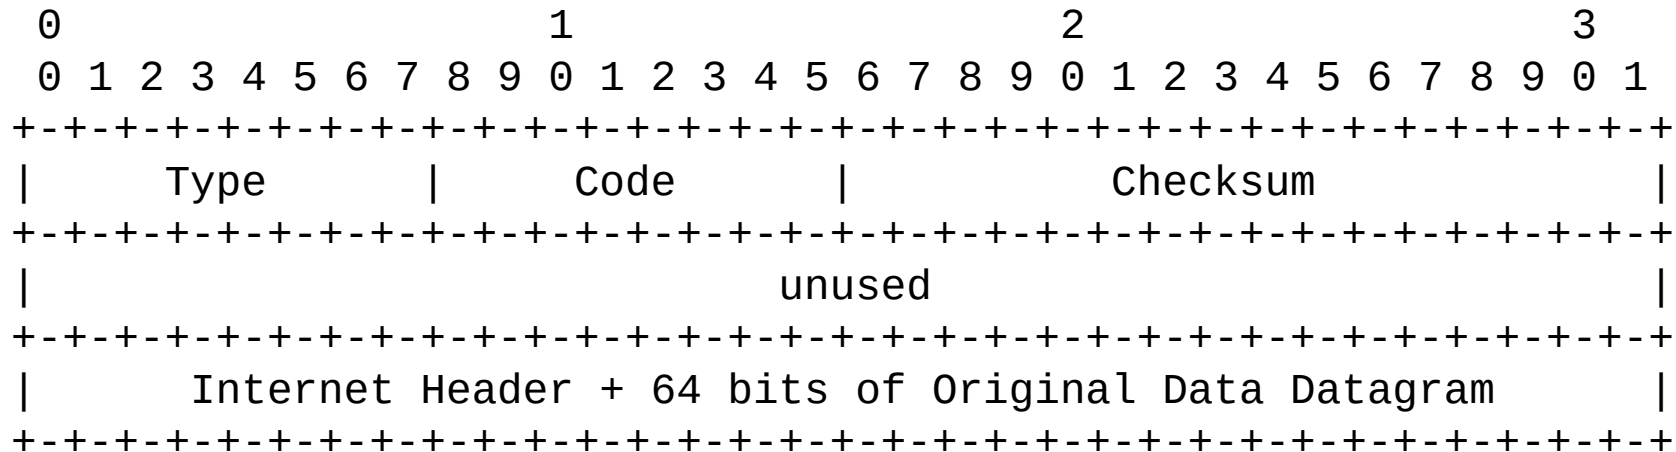 0                   1                   2                   3
 0 1 2 3 4 5 6 7 8 9 0 1 2 3 4 5 6 7 8 9 0 1 2 3 4 5 6 7 8 9 0 1
+-+-+-+-+-+-+-+-+-+-+-+-+-+-+-+-+-+-+-+-+-+-+-+-+-+-+-+-+-+-+-+-+
|     Type      |     Code      |          Checksum             |
+-+-+-+-+-+-+-+-+-+-+-+-+-+-+-+-+-+-+-+-+-+-+-+-+-+-+-+-+-+-+-+-+
|                             unused                            |
+-+-+-+-+-+-+-+-+-+-+-+-+-+-+-+-+-+-+-+-+-+-+-+-+-+-+-+-+-+-+-+-+
|      Internet Header + 64 bits of Original Data Datagram      |
+-+-+-+-+-+-+-+-+-+-+-+-+-+-+-+-+-+-+-+-+-+-+-+-+-+-+-+-+-+-+-+-+